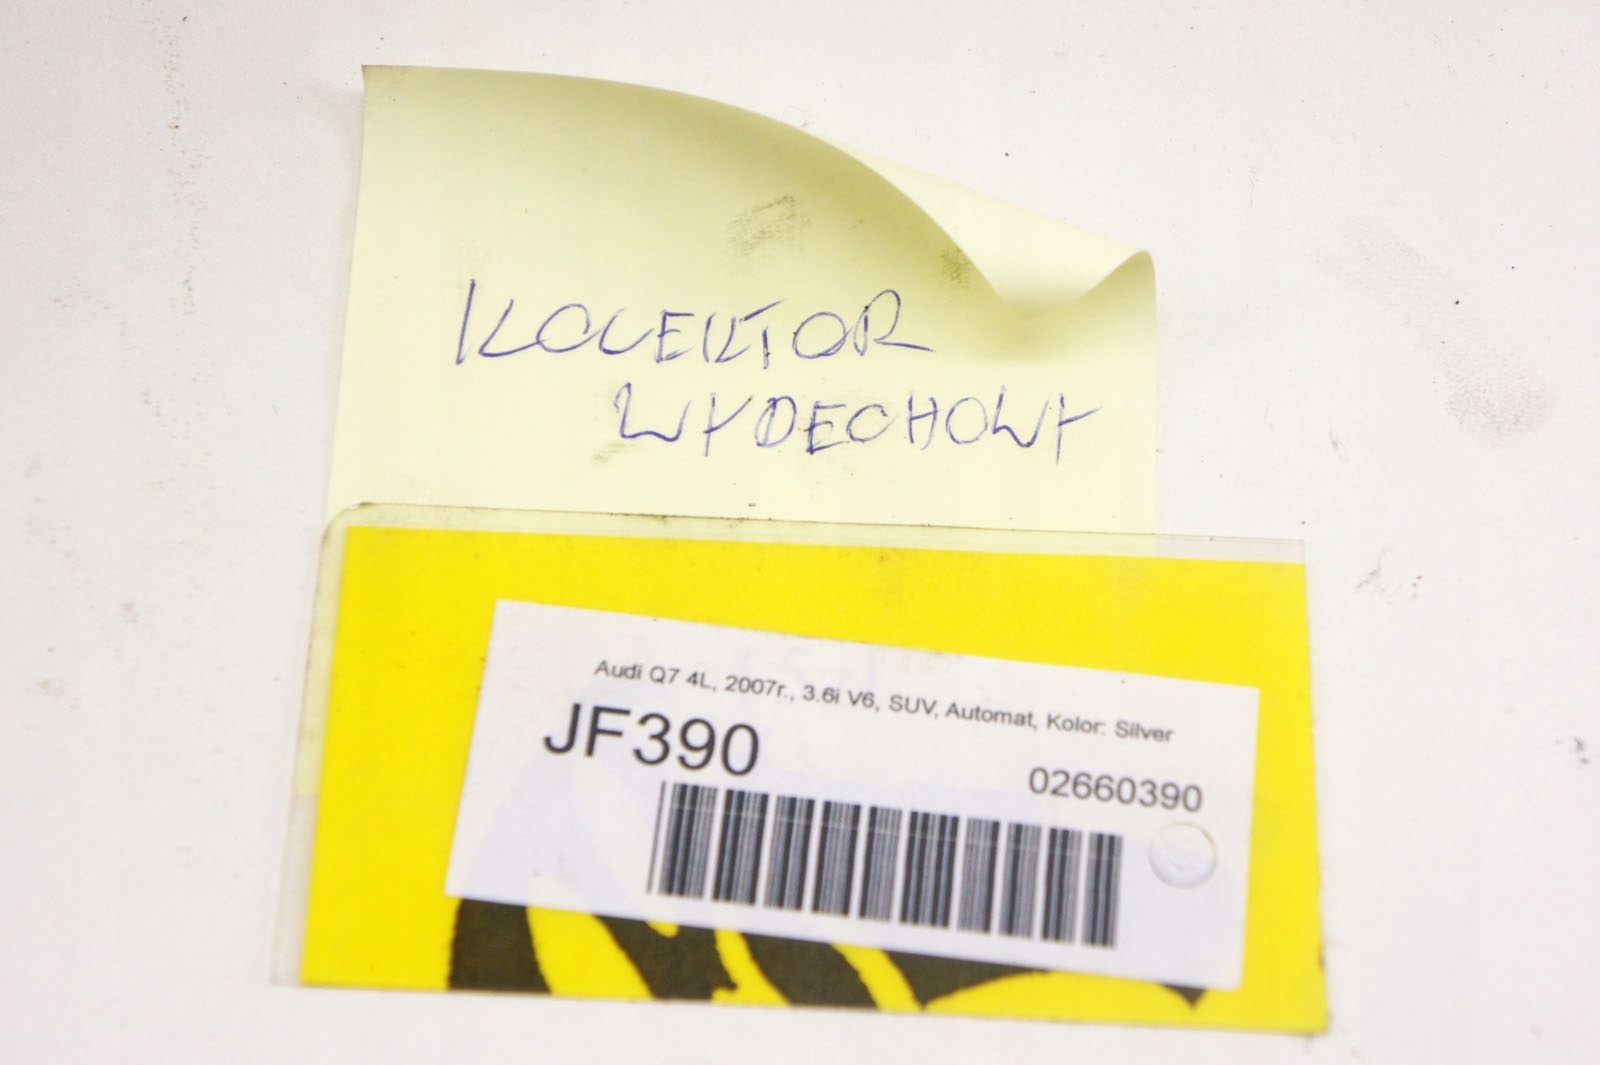 KOLEKTOR
WYDECHOWY
Audi Q7 4L, 2007r., 3.6i V6, SUV, Automat, Kolor: Silver
JF390
02660390